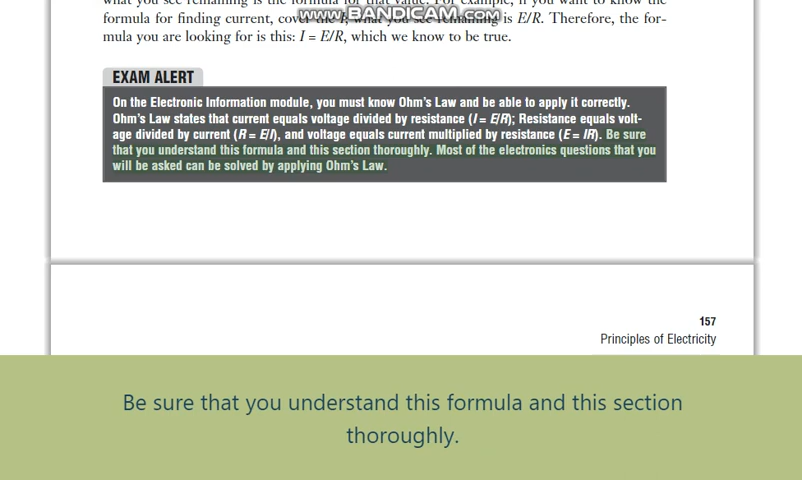 what you see remaining is the formula for that value. For example, if you want to know the
www.BANDICAM.com
formula for finding current, cover the I, what you see remaining is E/R. Therefore, the for-
mula you are looking for is this: I = E/R, which we know to be true.
EXAM ALERT
On the Electronic Information module, you must know Ohm's Law and be able to apply it correctly.
Ohm's Law states that current equals voltage divided by resistance (I = E/R); Resistance equals volt-
age divided by current (R = E/I), and voltage equals current multiplied by resistance (E = IR). Be sure
that you understand this formula and this section thoroughly. Most of the electronics questions that you
will be asked can be solved by applying Ohm's Law.
157
Principles of Electricity
Be sure that you understand this formula and this section
thoroughly.